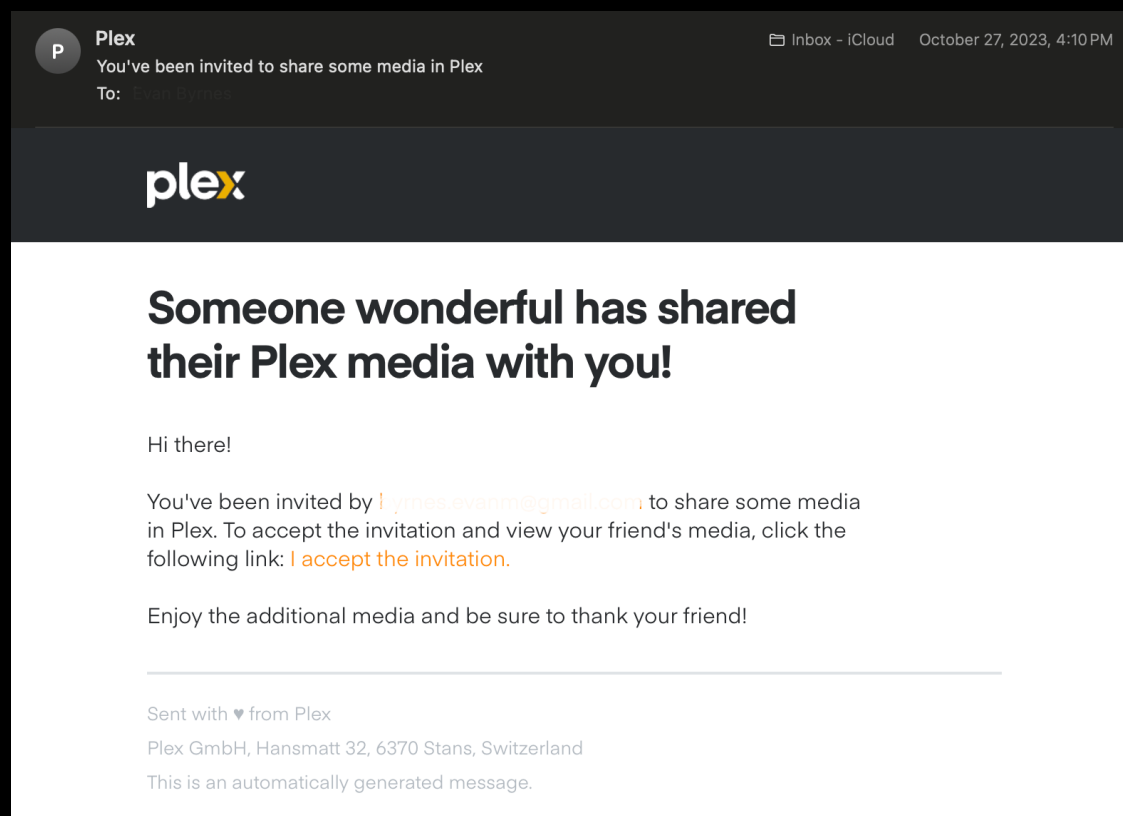 P
Plex
Inbox - iCloud
October 27, 2023, 4:10 PM
You've been invited to share some media in Plex
To:
plex
Someone wonderful has shared
their Plex media with you!
Hi there!
You've been invited by to share some media
in Plex. To accept the invitation and view your friend's media, click the
following link: I accept the invitation.
Enjoy the additional media and be sure to thank your friend!
Sent with ♥ from Plex
Plex GmbH, Hansmatt 32, 6370 Stans, Switzerland
This is an automatically generated message.